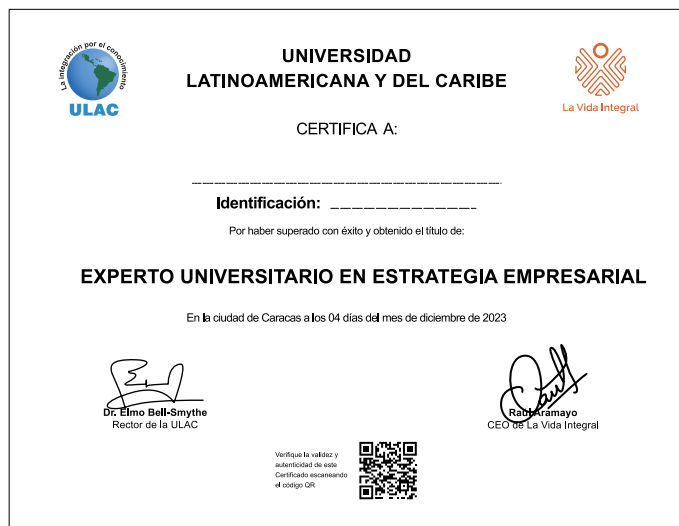 La integración por el conocimiento
ULAC
UNIVERSIDAD
LATINOAMERICANA Y DEL CARIBE
La Vida Integral
CERTIFICA A:
Identificación:
Por haber superado con éxito y obtenido el título de:
EXPERTO UNIVERSITARIO EN ESTRATEGIA EMPRESARIAL
En la ciudad de Caracas a los 04 días del mes de diciembre de 2023
Dr. Elmo Bell-Smythe
Rector de la ULAC
Raúl Aramayo
CEO de La Vida Integral
Verifique la validez y
autenticidad de este
Certificado escaneando
el código QR